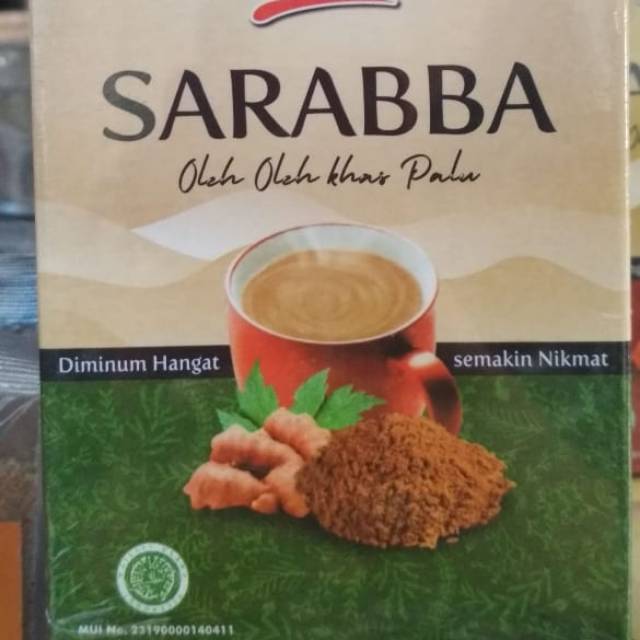 SARABBA
Oleh Oleh khas Palu
Diminum Hangat
semakin Nikmat
MUI No. 23190000140411